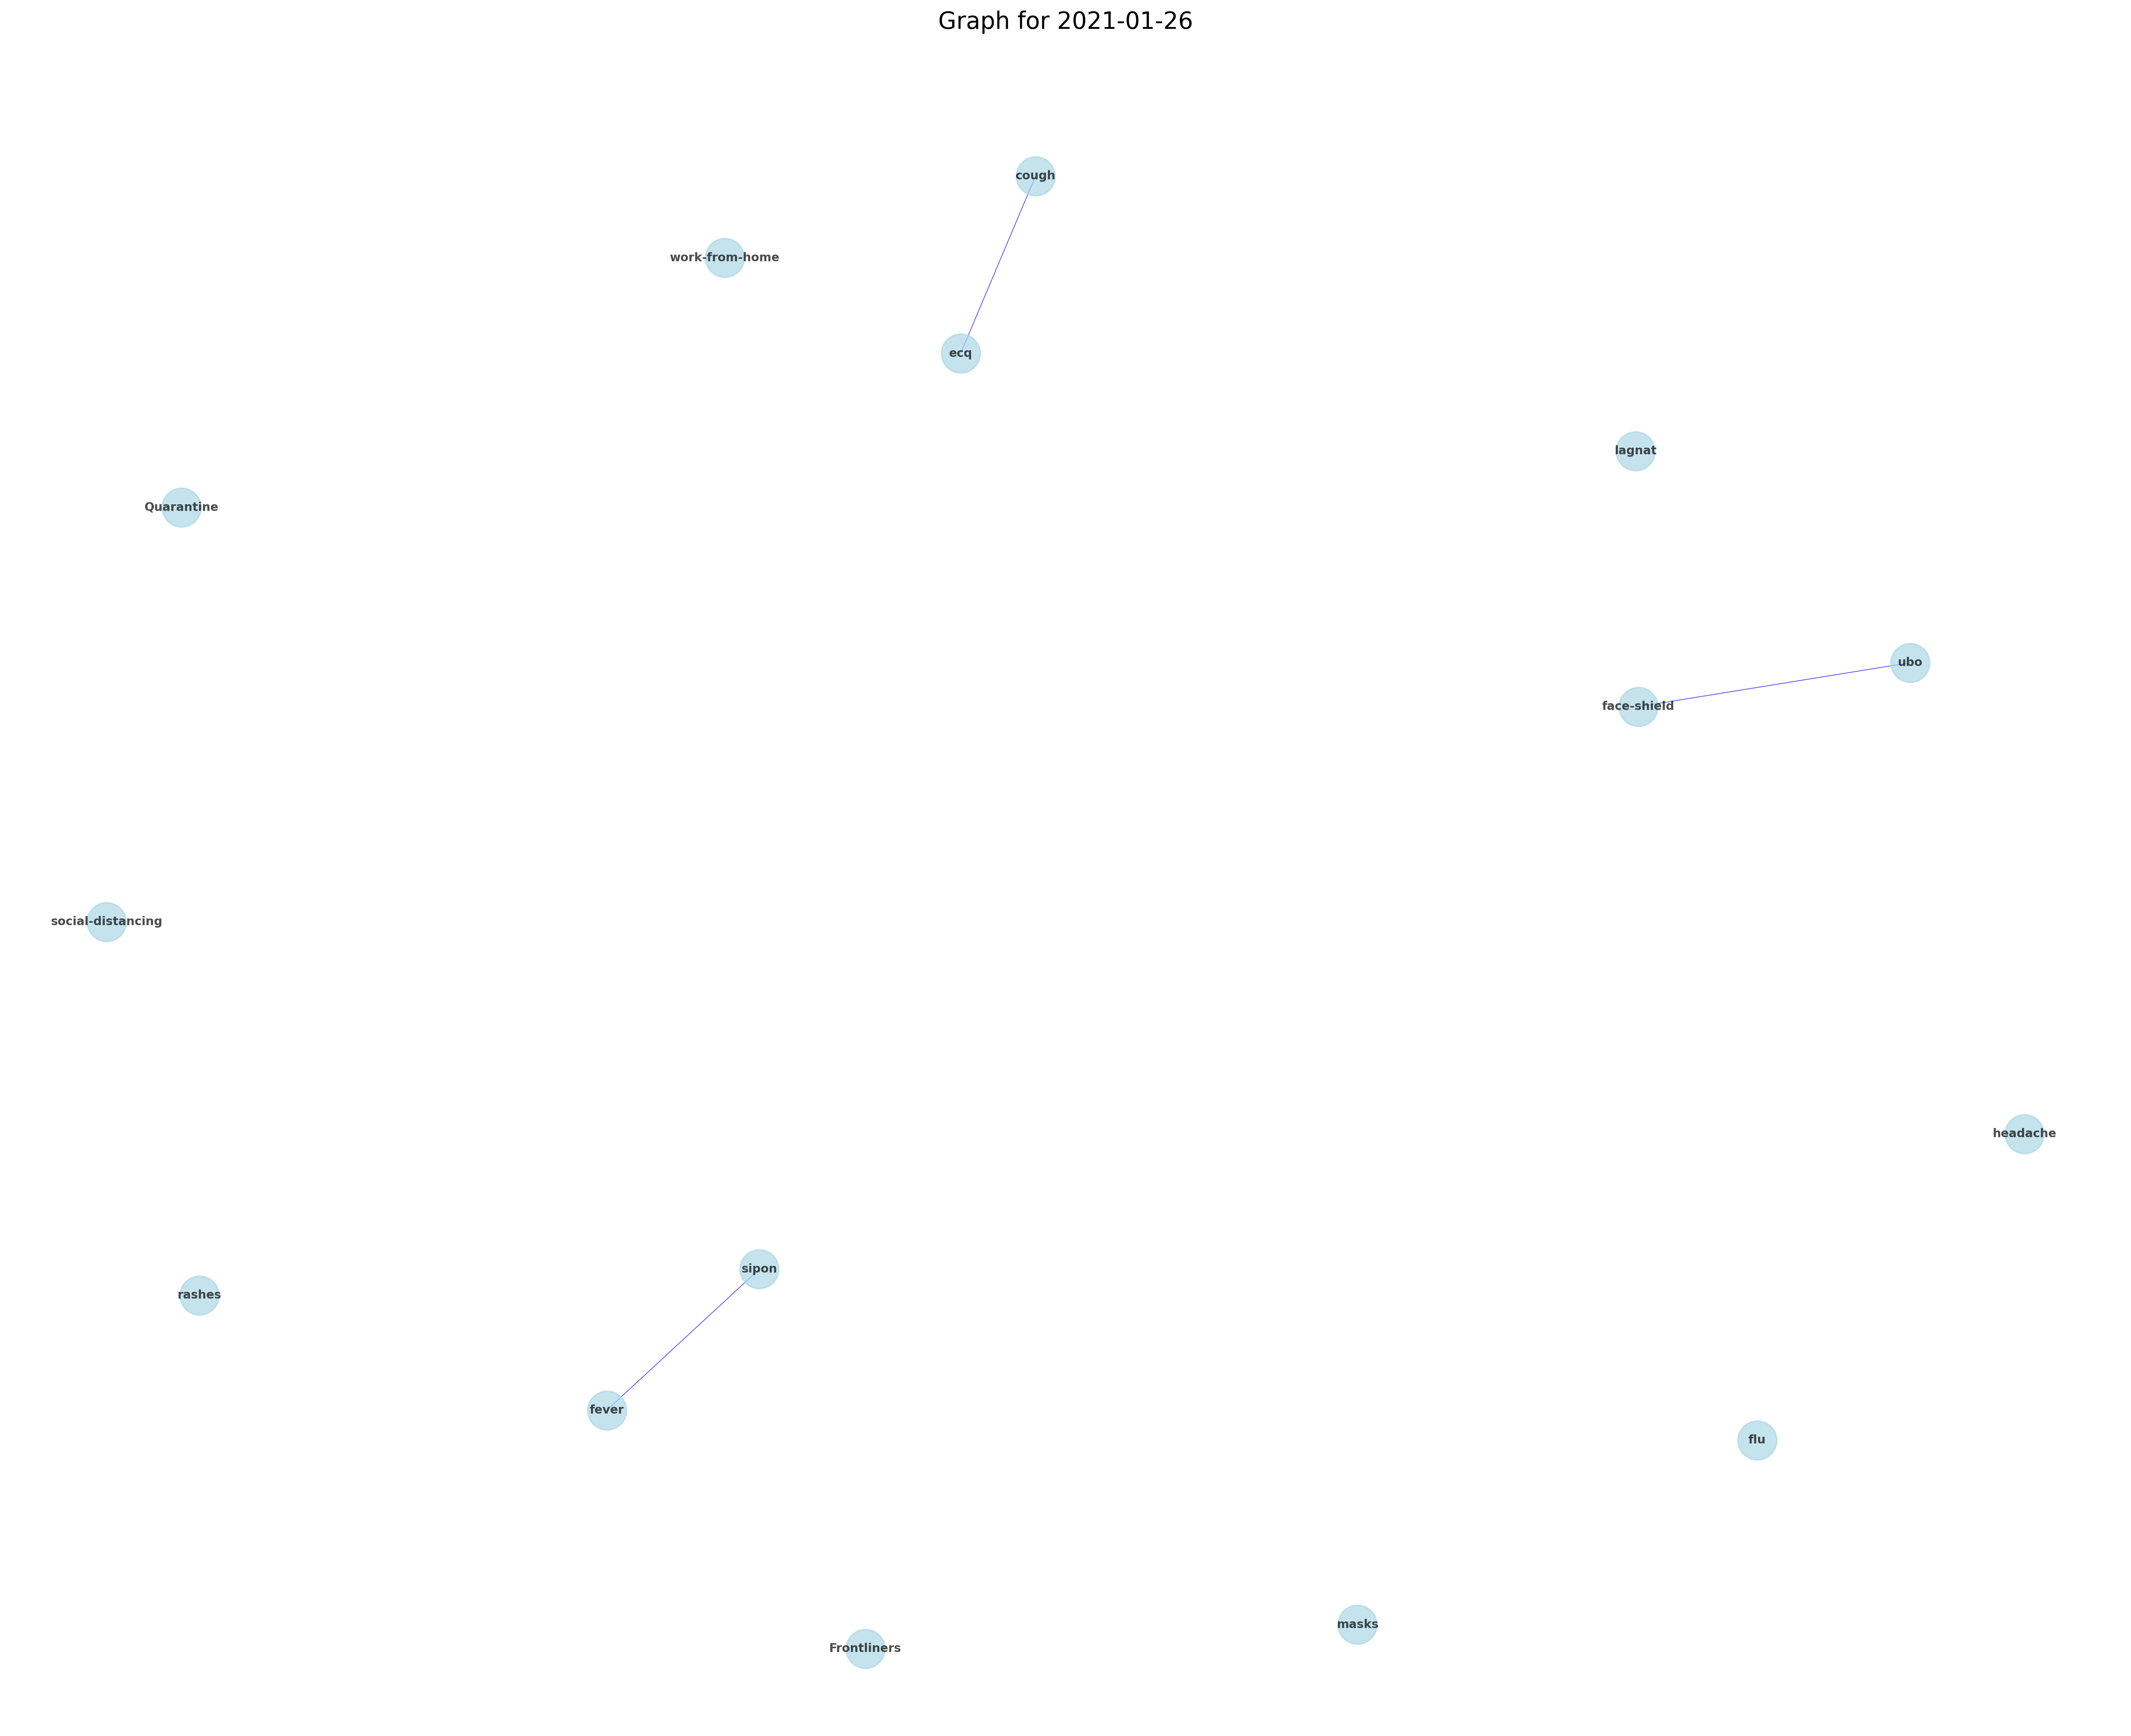 Graph for 2021-01-26
cough
work-from-home
ecq
lagnat
Quarantine
ubo
face-shield
social-distancing
headache
sipon
rashes
fever
flu
masks
Frontliners